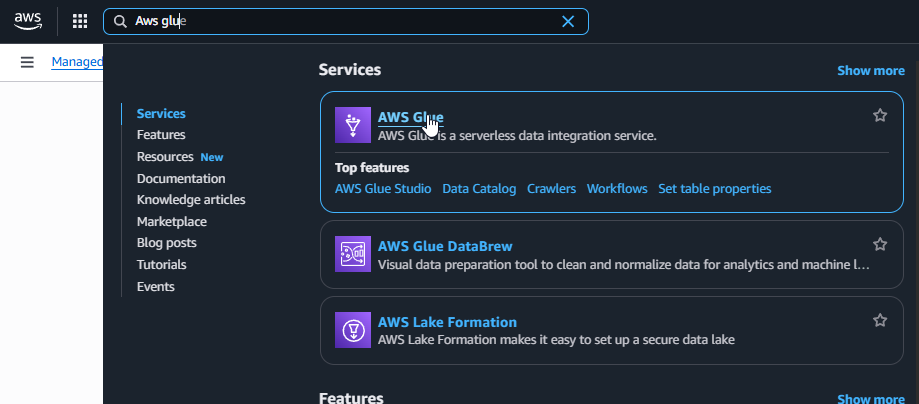 aws
Aws glue
Managed
Services
Show more
Services
Features
Resources New
Documentation
Knowledge articles
Marketplace
Blog posts
Tutorials
Events
AWS Glue
AWS Glue is a serverless data integration service.
Top features
AWS Glue Studio Data Catalog Crawlers Workflows Set table properties
AWS Glue DataBrew
Visual data preparation tool to clean and normalize data for analytics and machine l...
AWS Lake Formation
AWS Lake Formation makes it easy to set up a secure data lake
Features
Show more